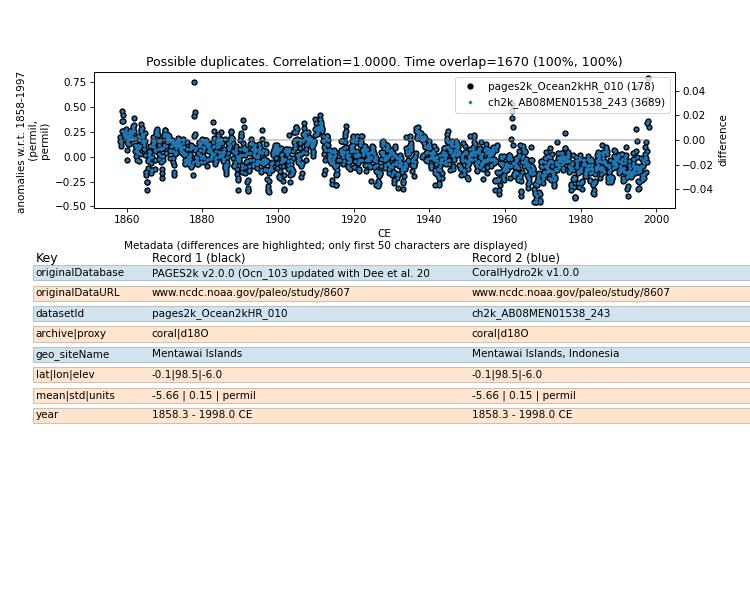 Possible duplicates. Correlation=1.0000. Time overlap=1670 (100%, 100%)
anomalies w.r.t. 1858-1997
(permil,
permil)
0.75
0.50
0.25
0.00
−0.25
−0.50
pages2k_Ocean2kHR_010 (178)
ch2k_AB08MEN01538_243 (3689)
0.04
0.02
0.00
−0.02
−0.04
difference
1860 1880 1900 1920 1940 1960 1980 2000
CE
Metadata (differences are highlighted; only first 50 characters are displayed)
Key Record 1 (black) Record 2 (blue)
originalDatabase PAGES2k v2.0.0 (Ocn_103 updated with Dee et al. 20 CoralHydro2k v1.0.0
originalDataURL www.ncdc.noaa.gov/paleo/study/8607 www.ncdc.noaa.gov/paleo/study/8607
datasetId pages2k_Ocean2kHR_010 ch2k_AB08MEN01538_243
archive|proxy coral|d18O coral|d18O
geo_siteName Mentawai Islands Mentawai Islands, Indonesia
lat|lon|elev -0.1|98.5|-6.0 -0.1|98.5|-6.0
mean|std|units -5.66 | 0.15 | permil -5.66 | 0.15 | permil
year 1858.3 - 1998.0 CE 1858.3 - 1998.0 CE